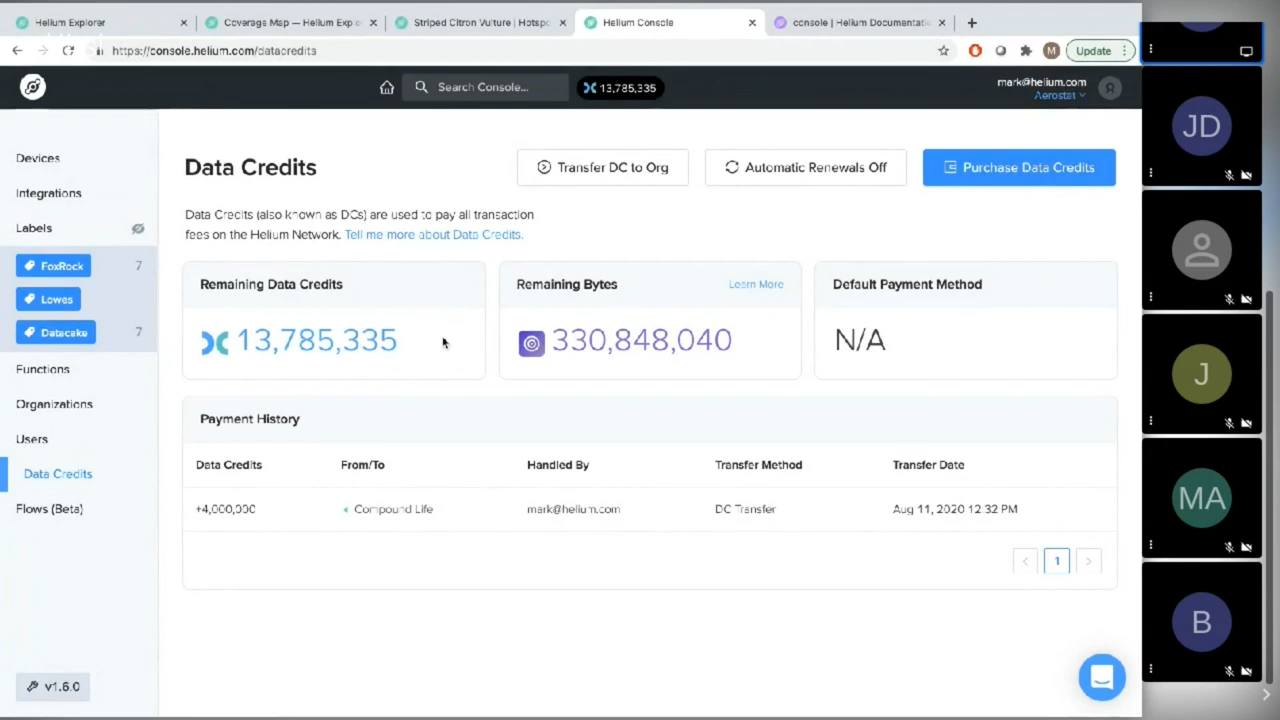 Helium Explorer
Coverage Map — Helium Explo
Striped Citron Vulture | Hotspo
Helium Console
console | Helium Documentatio
https://console.helium.com/datacredits
M
Update
Search Console...
13,785,335
mark@helium.com
Aerostat
Devices
Integrations
Labels
FoxRock 7
Lowes
Datacake 7
Functions
Organizations
Users
Data Credits
Flows (Beta)
v1.6.0
Data Credits
Transfer DC to Org
Automatic Renewals Off
Purchase Data Credits
Data Credits (also known as DCs) are used to pay all transaction
fees on the Helium Network. Tell me more about Data Credits.
Remaining Data Credits
13,785,335
Remaining Bytes
Learn More
330,848,040
Default Payment Method
N/A
Payment History
Data Credits From/To Handled By Transfer Method Transfer Date
+4,000,000 Compound Life mark@helium.com DC Transfer Aug 11, 2020 12:32 PM
1
JD
J
MA
B